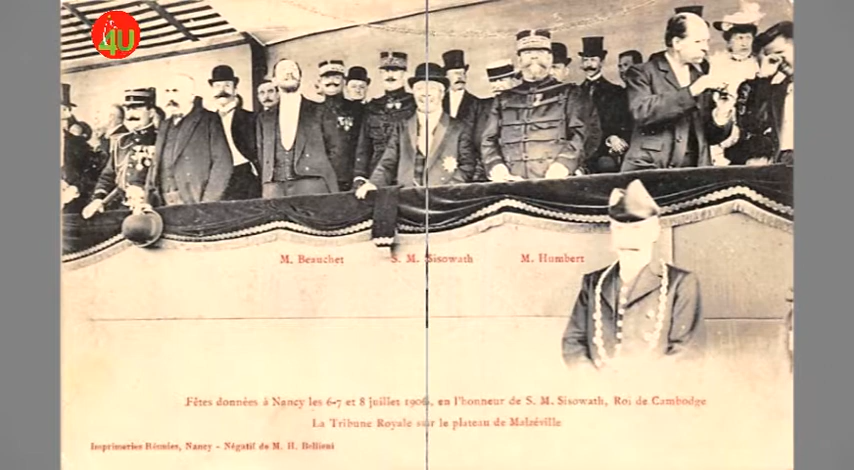 4U
M. Beauchet S. M. Sisowath M. Humbert
Fêtes données à Nancy les 6-7 et 8 juillet 1906, en l'honneur de S. M. Sisowath, Roi de Cambodge
La Tribune Royale sur le plateau de Malzéville
Imprimeries Réunies, Nancy - Négatif de M. H. Bellieni